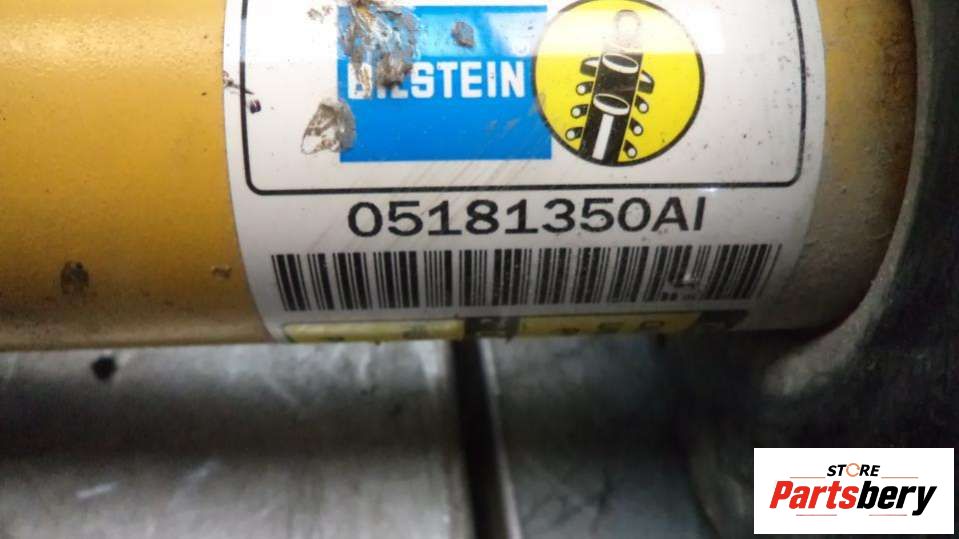 BILSTEIN
05181350AI
STORE
Partsbery